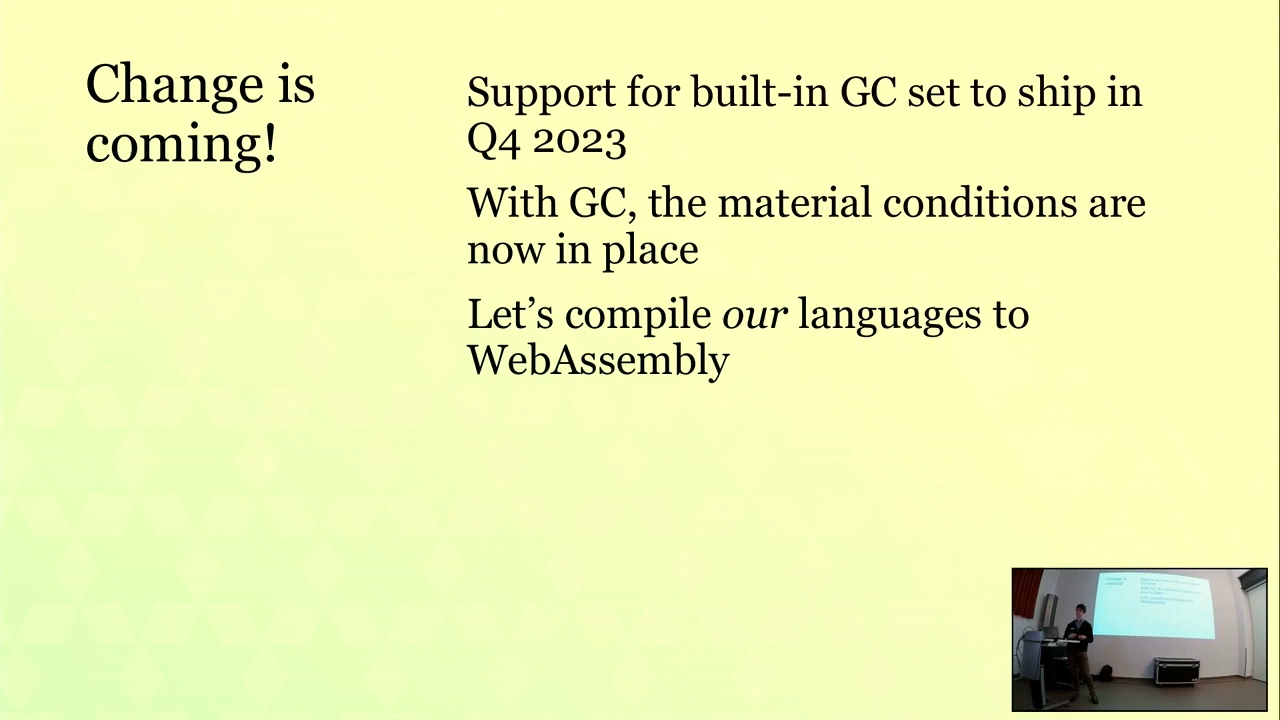 Change is
coming!
Support for built-in GC set to ship in
Q4 2023
With GC, the material conditions are
now in place
Let’s compile our languages to
WebAssembly